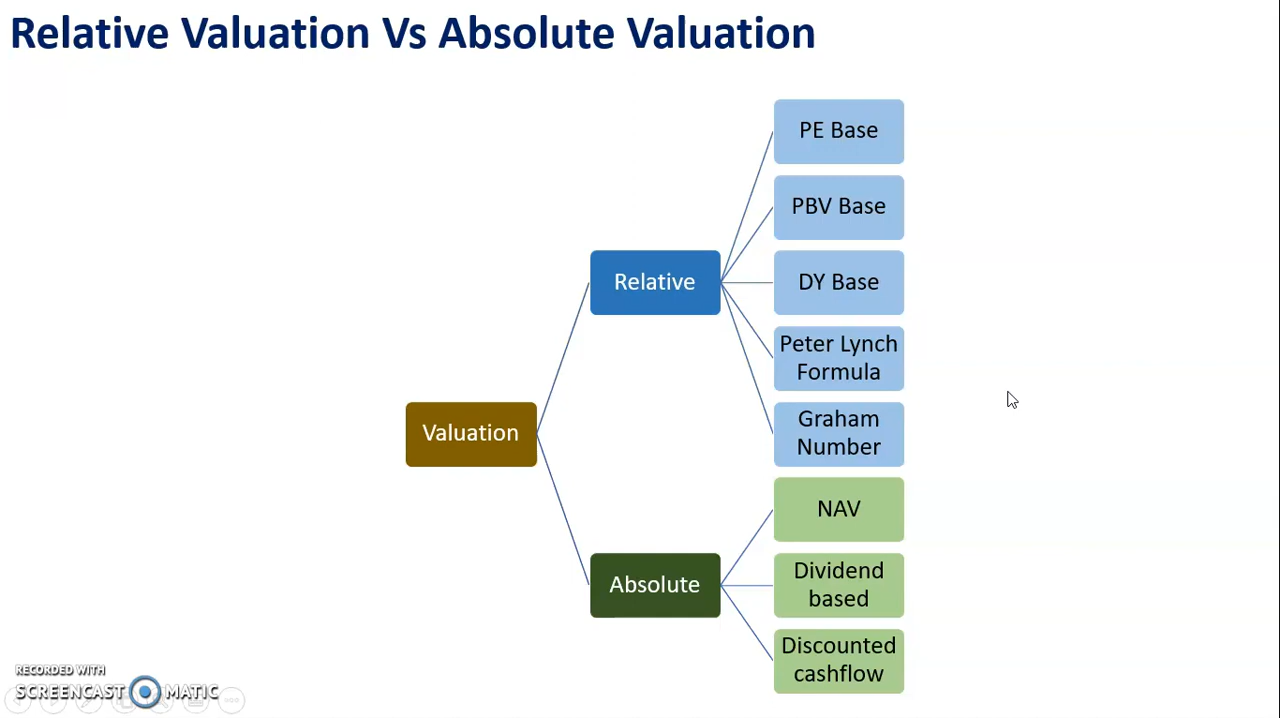 Relative Valuation Vs Absolute Valuation
PE Base
PBV Base
Relative
DY Base
Peter Lynch
Formula
Valuation
Graham
Number
NAV
Absolute
Dividend
based
Discounted
cashflow
RECORDED WITH
SCREENCAST MATIC